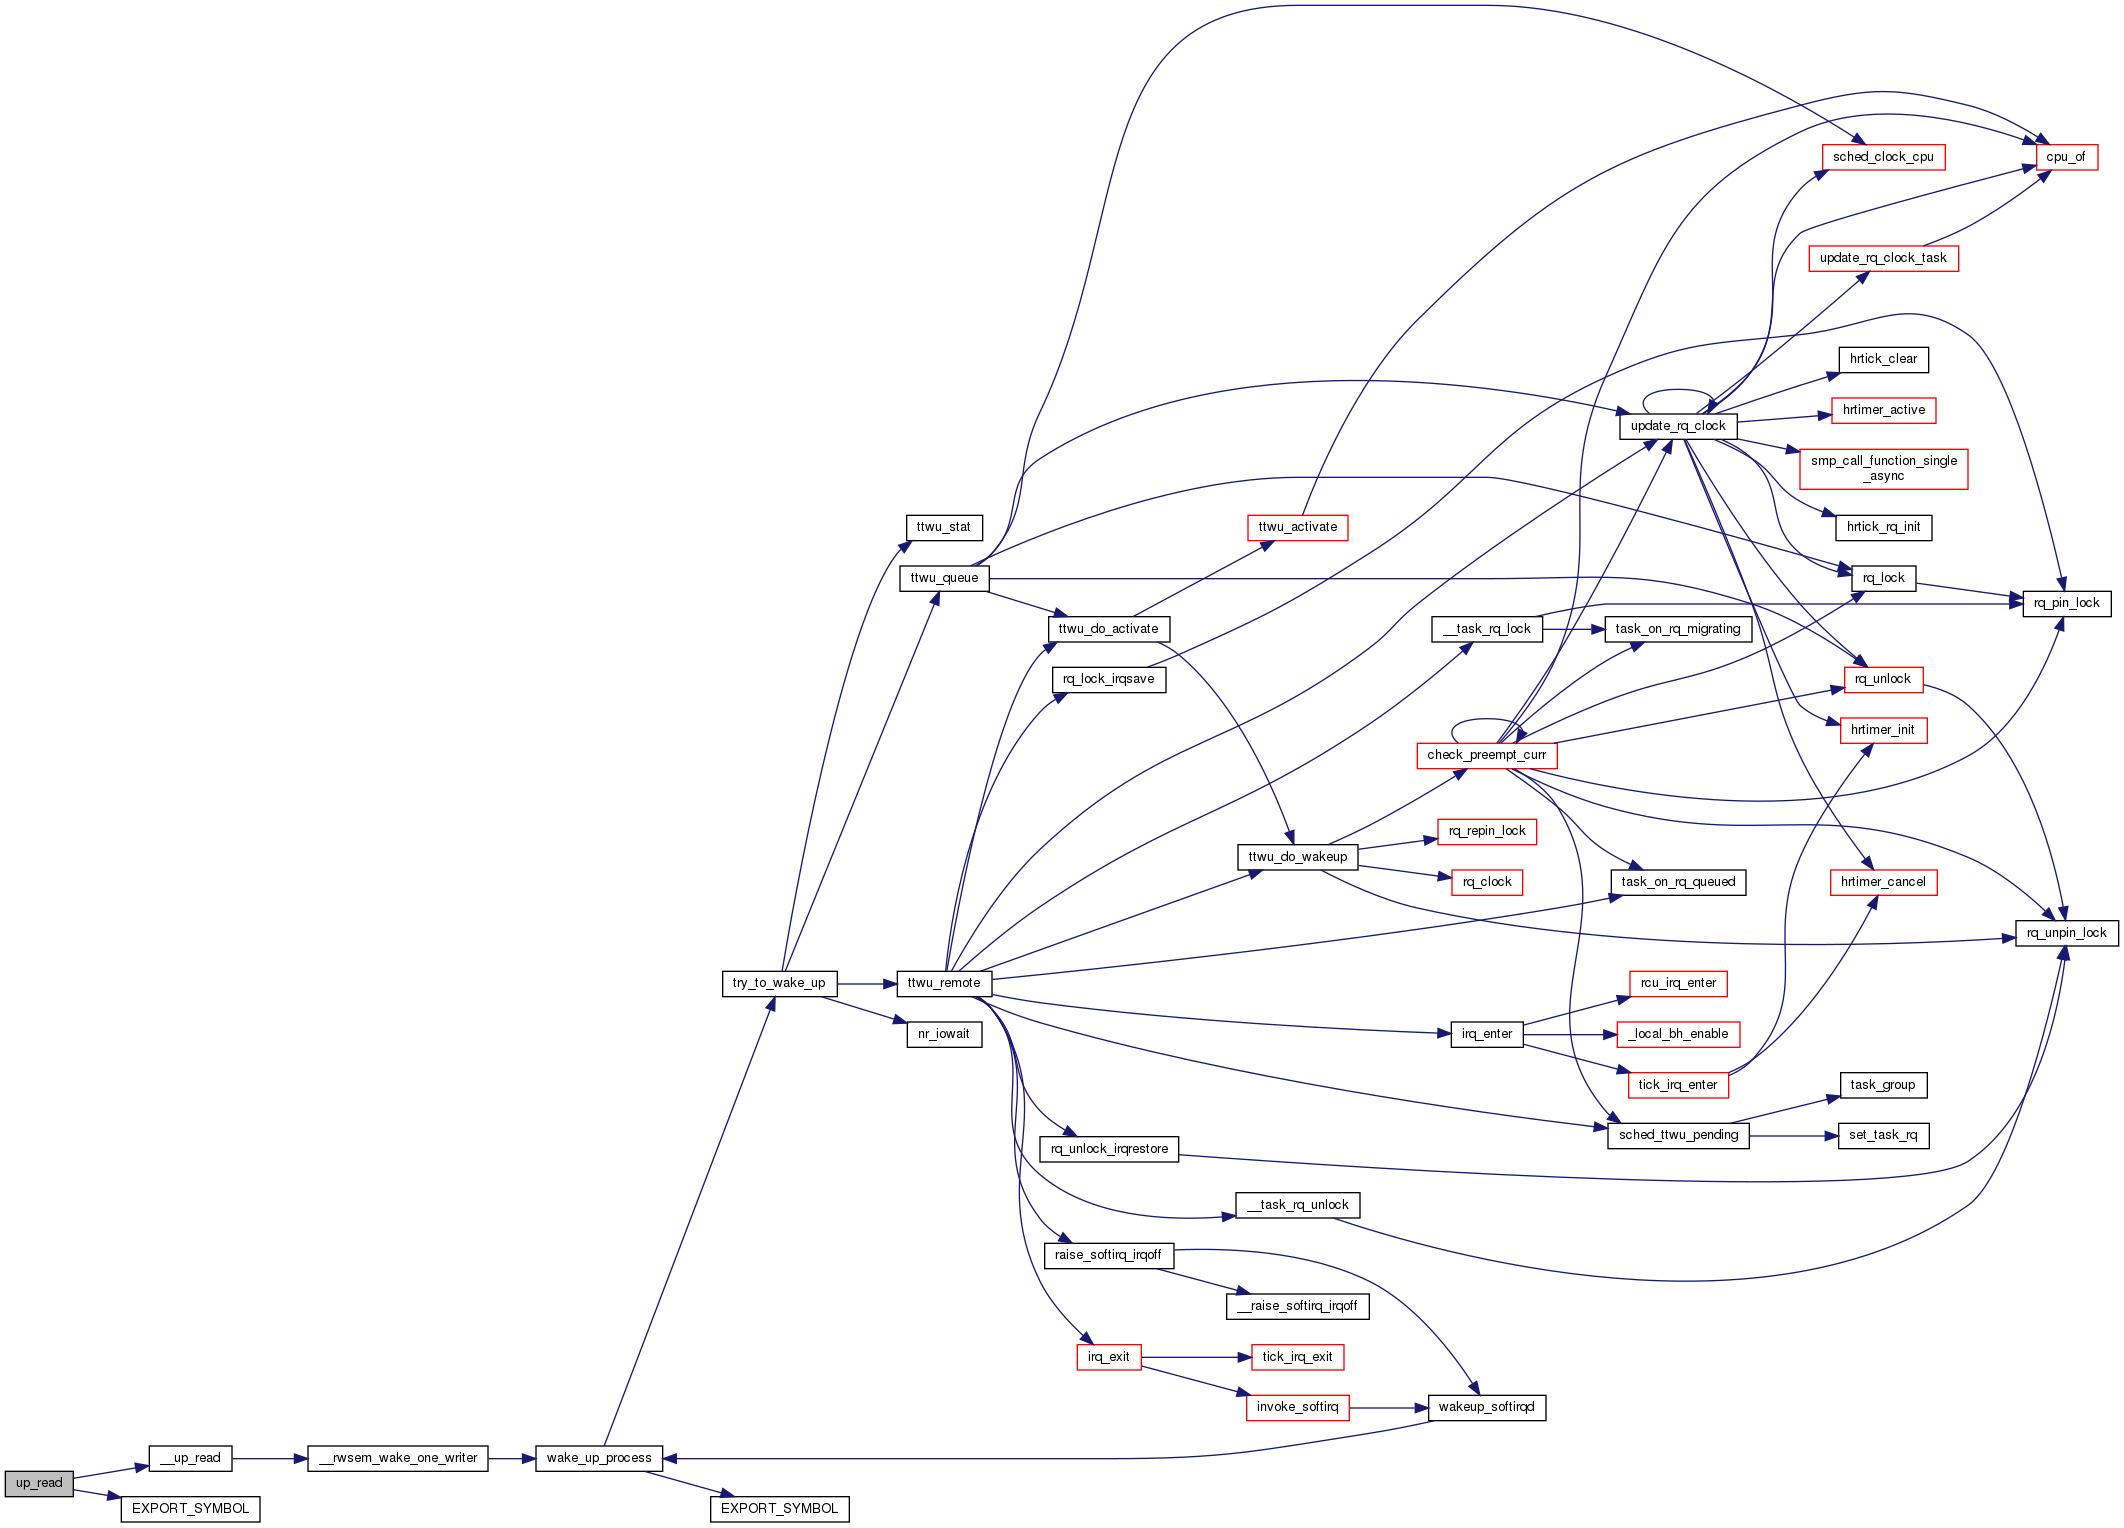 sched_clock_cpu
cpu_of
update_rq_clock_task
hrtick_clear
hrtimer_active
update_rq_clock
smp_call_function_single
_async
ttwu_stat
ttwu_activate
hrtick_rq_init
ttwu_queue
rq_lock
rq_pin_lock
ttwu_do_activate
__task_rq_lock
task_on_rq_migrating
rq_lock_irqsave
rq_unlock
hrtimer_init
check_preempt_curr
rq_repin_lock
ttwu_do_wakeup
rq_clock
task_on_rq_queued
hrtimer_cancel
rq_unpin_lock
try_to_wake_up
ttwu_remote
rcu_irq_enter
nr_iowait
irq_enter
_local_bh_enable
tick_irq_enter
task_group
sched_ttwu_pending
set_task_rq
rq_unlock_irqrestore
__task_rq_unlock
raise_softirq_irqoff
__raise_softirq_irqoff
irq_exit
tick_irq_exit
invoke_softirq
wakeup_softirqd
__up_read
__rwsem_wake_one_writer
wake_up_process
up_read
EXPORT_SYMBOL
EXPORT_SYMBOL